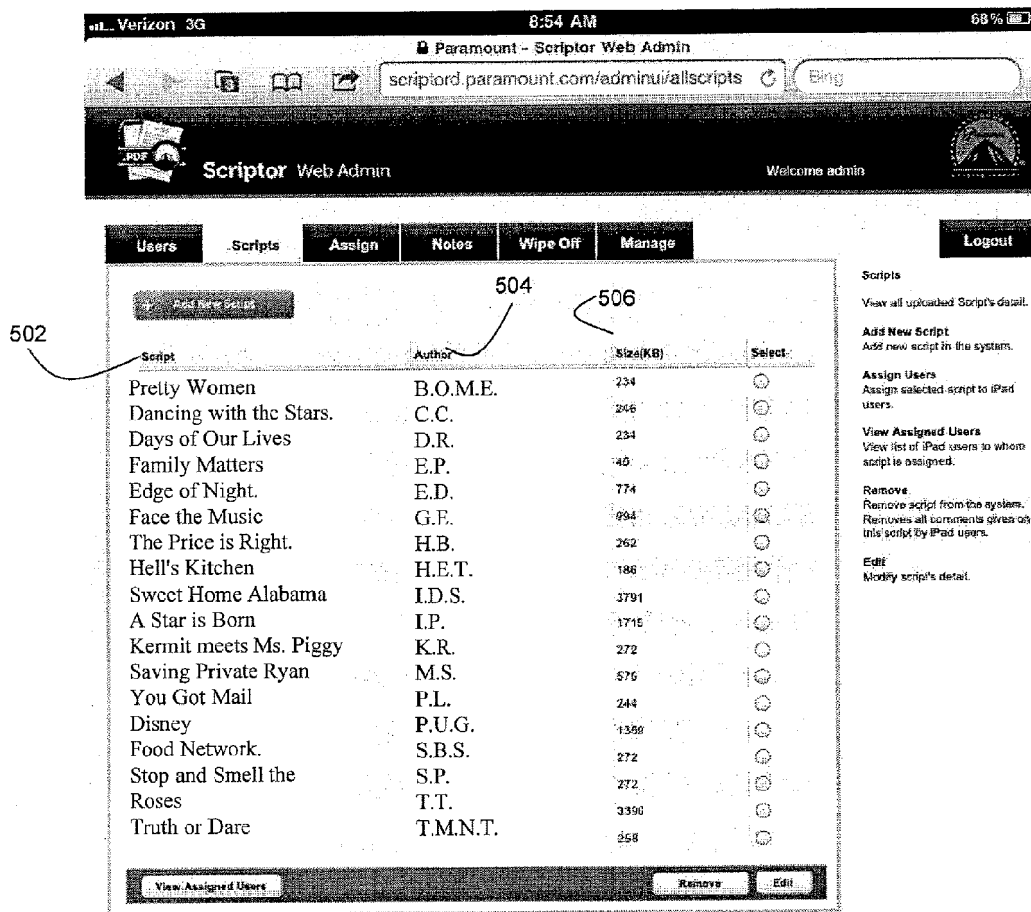 Verizon 3G 8:54 AM 68%
Paramount - Scriptor Web Admin
scriptord.paramount.com/adminui/allscripts Bing
PDF
Scriptor Web Admin Welcome admin
Users Scripts Assign Notes Wipe Off Manage Logout
Add New Script
502 504 506
Script Author Size(KB) Select
Pretty Women B.O.M.E. 234
Dancing with the Stars. C.C. 246
Days of Our Lives D.R. 234
Family Matters E.P. 40
Edge of Night. E.D. 774
Face the Music G.E. 994
The Price is Right. H.B. 262
Hell's Kitchen H.E.T. 186
Sweet Home Alabama I.D.S. 3791
A Star is Born I.P. 1715
Kermit meets Ms. Piggy K.R. 272
Saving Private Ryan M.S. 576
You Got Mail P.L. 244
Disney P.U.G. 1359
Food Network. S.B.S. 272
Stop and Smell the S.P. 272
Roses T.T. 3396
Truth or Dare T.M.N.T. 258
View Assigned Users Remove Edit
Scripts
View all uploaded Script's detail.
Add New Script
Add new script in the system.
Assign Users
Assign selected script to iPad
users.
View Assigned Users
View list of iPad users to whom
script is assigned.
Remove
Remove script from the system.
Removes all comments given on
this script by iPad users.
Edit
Modify script's detail.